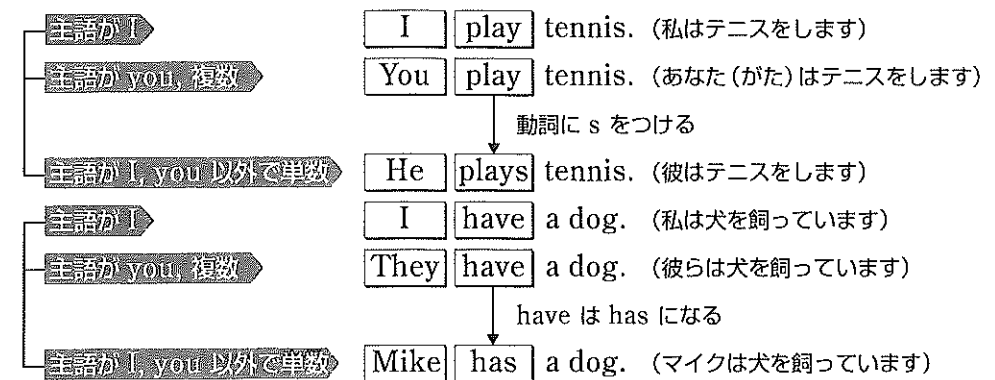 主語が I I play tennis. (私はテニスをします)
主語が you, 複数 You play tennis. (あなた(がた)はテニスをします)
動詞に s をつける
主語が I, you 以外で単数 He plays tennis. (彼はテニスをします)
主語が I I have a dog. (私は犬を飼っています)
主語が you, 複数 They have a dog. (彼らは犬を飼っています)
have は has になる
主語が I, you 以外で単数 Mike has a dog. (マイクは犬を飼っています)